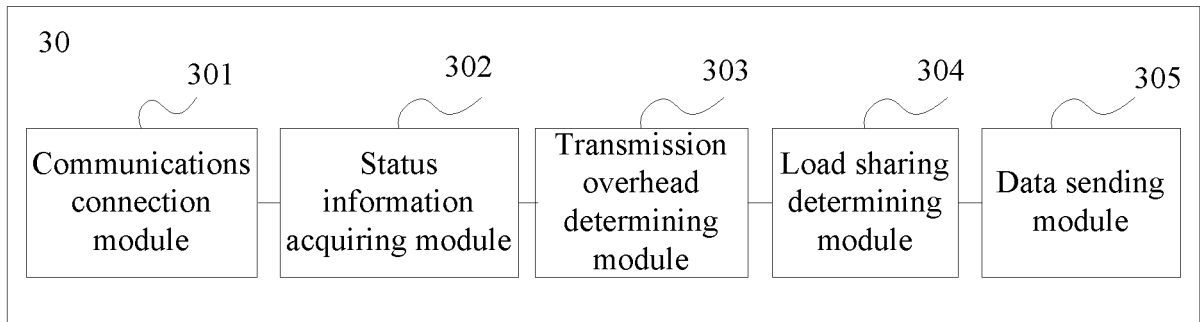 30
301
302
303
304
305
Communications
connection
module
Status
information
acquiring module
Transmission
overhead
determining
module
Load sharing
determining
module
Data sending
module